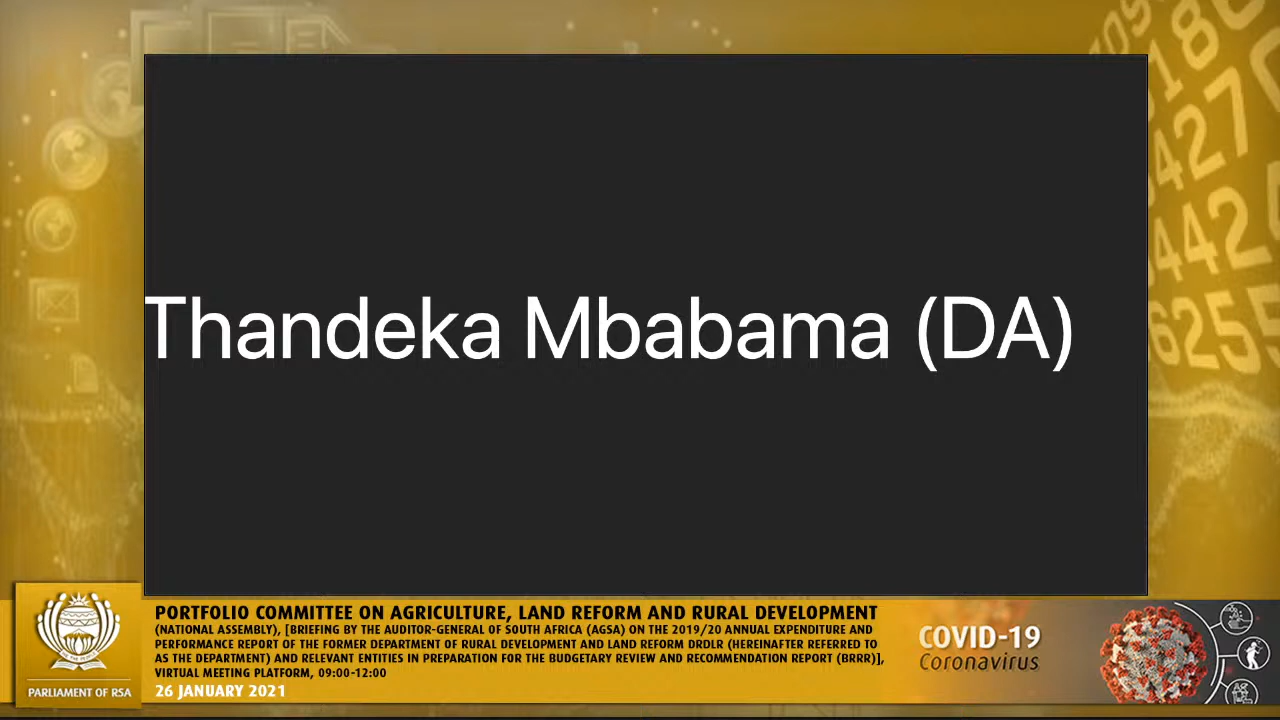 Thandeka Mbabama (DA)
PORTFOLIO COMMITTEE ON AGRICULTURE, LAND REFORM AND RURAL DEVELOPMENT
(NATIONAL ASSEMBLY), [BRIEFING BY THE AUDITOR-GENERAL OF SOUTH AFRICA (AGSA) ON THE 2019/20 ANNUAL EXPENDITURE AND
PERFORMANCE REPORT OF THE FORMER DEPARTMENT OF RURAL DEVELOPMENT AND LAND REFORM DRDLR (HEREINAFTER REFERRED TO
AS THE DEPARTMENT) AND RELEVANT ENTITIES IN PREPARATION FOR THE BUDGETARY REVIEW AND RECOMMENDATION REPORT (BRRR)],
VIRTUAL MEETING PLATFORM, 09:00-12:00
26 JANUARY 2021
PARLIAMENT OF RSA
COVID-19
Coronavirus
427
442
6255